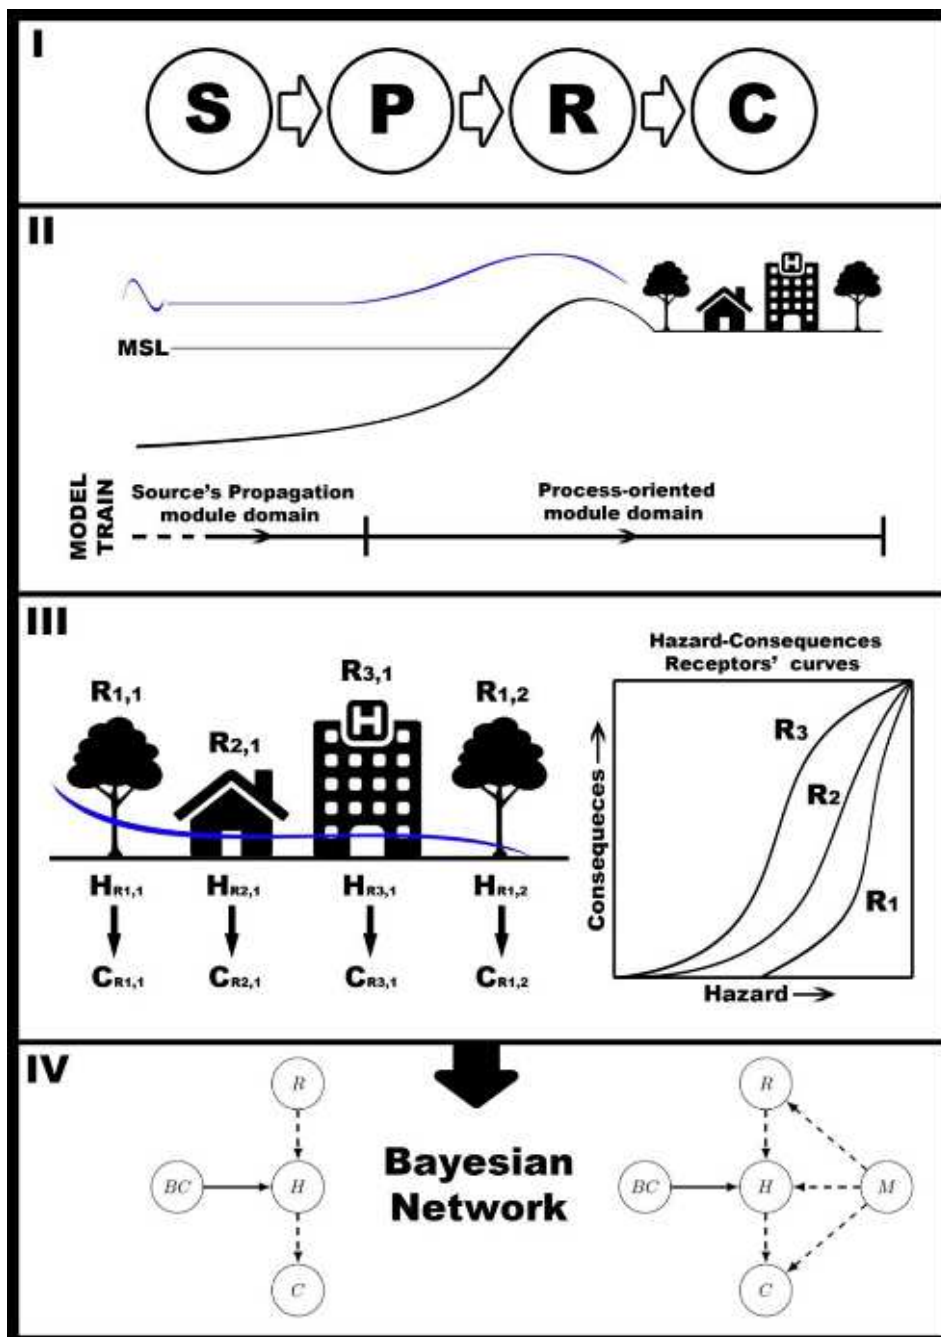 I
S P R C
II
H
MSL
MODEL
TRAIN
Source's Propagation
module domain
Process-oriented
module domain
III
R1,1
R2,1
R3,1
R1,2
H
HR1,1
HR2,1
HR3,1
HR1,2
CR1,1
CR2,1
CR3,1
CR1,2
Hazard-Consequences
Receptors' curves
Consequeces
R3
R2
R1
Hazard
IV
R
BC
H
C
Bayesian
Network
R
BC
H
M
C